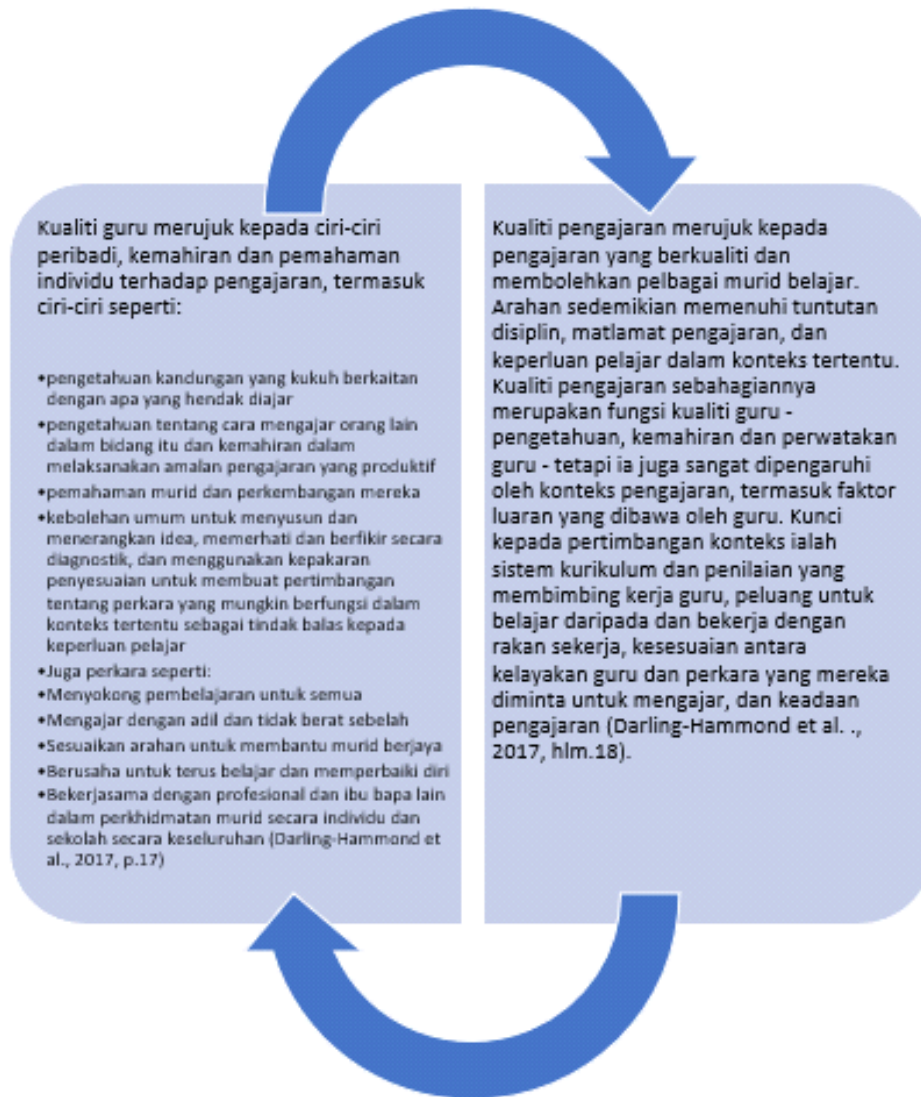 Kualiti guru merujuk kepada ciri-ciri
peribadi, kemahiran dan pemahaman
individu terhadap pengajaran, termasuk
ciri-ciri seperti:
•pengetahuan kandungan yang kukuh berkaitan
dengan apa yang hendak diajar
•pengetahuan tentang cara mengajar orang lain
dalam bidang itu dan kemahiran dalam
melaksanakan amalan pengajaran yang produktif
•pemahaman murid dan perkembangan mereka
•kebolehan umum untuk menyusun dan
menerangkan idea, memerhati dan berfikir secara
diagnostik, dan menggunakan kepakaran
penyesuaian untuk membuat pertimbangan
tentang perkara yang mungkin berfungsi dalam
konteks tertentu sebagai tindak balas kepada
keperluan pelajar
•Juga perkara seperti:
•Menyokong pembelajaran untuk semua
•Mengajar dengan adil dan tidak berat sebelah
•Sesuaikan arahan untuk membantu murid berjaya
•Berusaha untuk terus belajar dan memperbaiki diri
•Bekerjasama dengan profesional dan ibu bapa lain
dalam perkhidmatan murid secara individu dan
sekolah secara keseluruhan (Darling-Hammond et
al., 2017, p.17)
Kualiti pengajaran merujuk kepada
pengajaran yang berkualiti dan
membolehkan pelbagai murid belajar.
Arahan sedemikian memenuhi tuntutan
disiplin, matlamat pengajaran, dan
keperluan pelajar dalam konteks tertentu.
Kualiti pengajaran sebahagiannya
merupakan fungsi kualiti guru -
pengetahuan, kemahiran dan perwatakan
guru - tetapi ia juga sangat dipengaruhi
oleh konteks pengajaran, termasuk faktor
luaran yang dibawa oleh guru. Kunci
kepada pertimbangan konteks ialah
sistem kurikulum dan penilaian yang
membimbing kerja guru, peluang untuk
belajar daripada dan bekerja dengan
rakan sekerja, kesesuaian antara
kelayakan guru dan perkara yang mereka
diminta untuk mengajar, dan keadaan
pengajaran (Darling-Hammond et al. .,
2017, hlm.18).